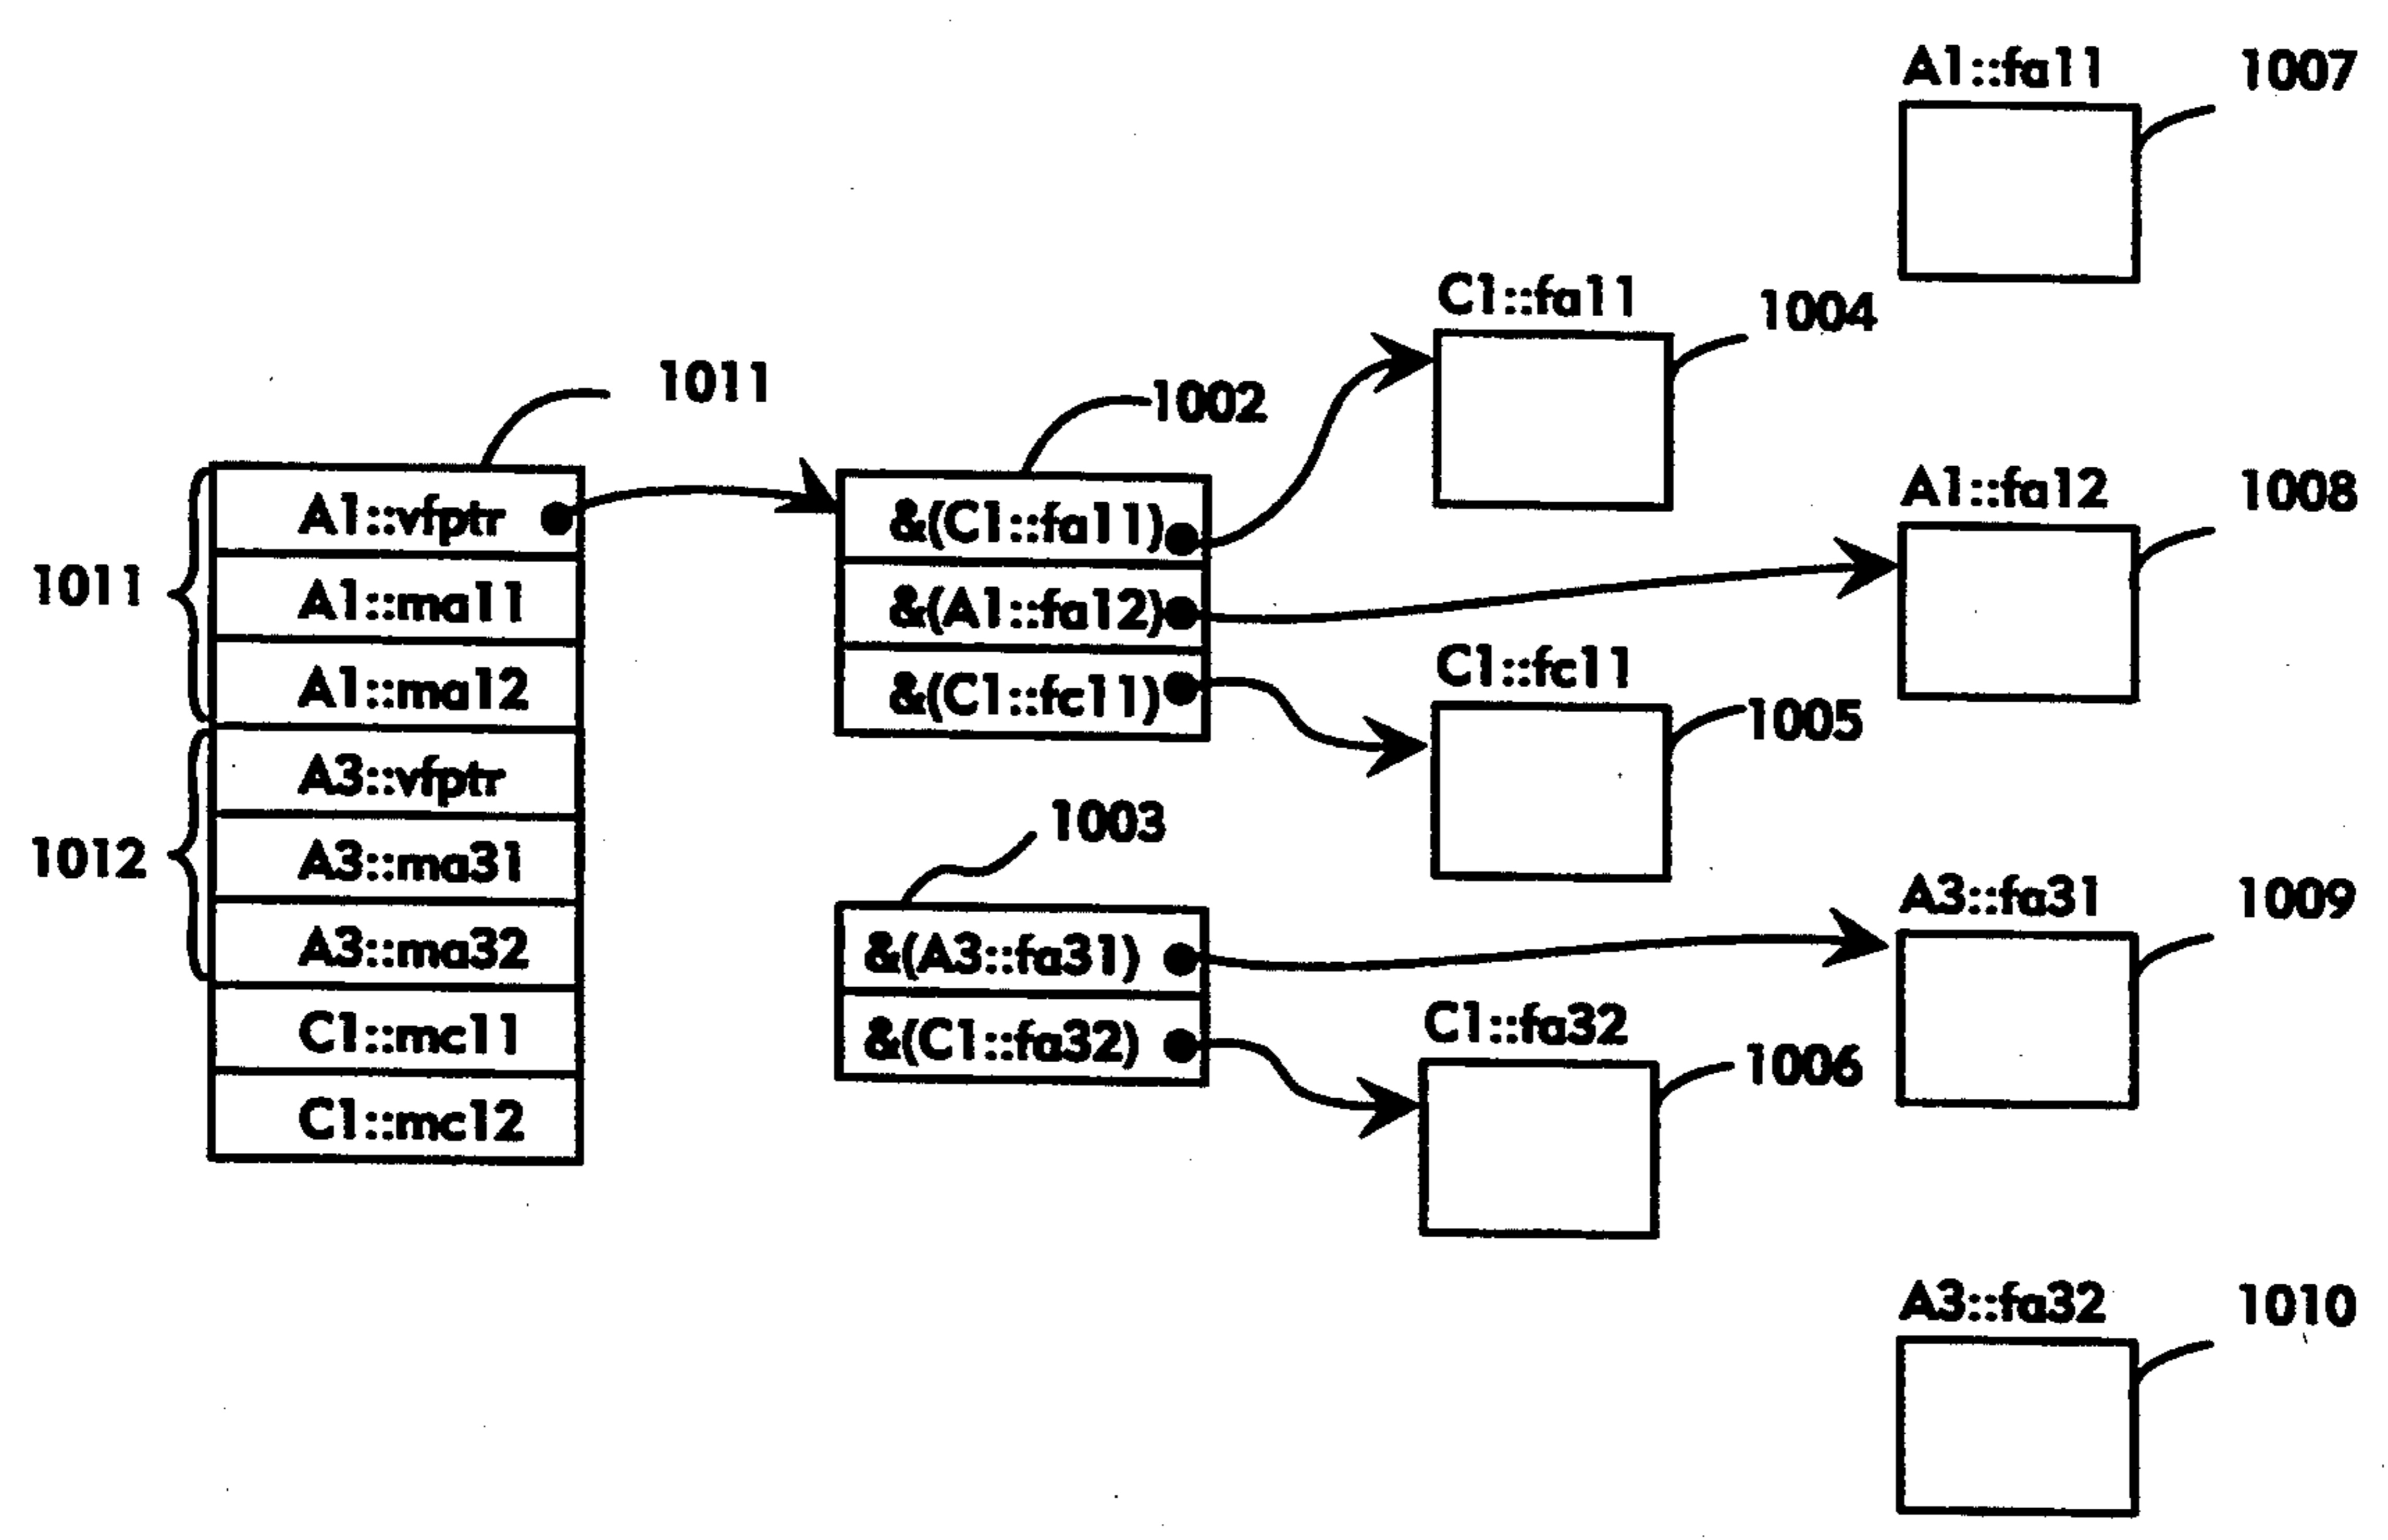 A1::fa11
1007
C1::fa11
1004
1011
1002
A1::vfptr
A1::ma11
A1::ma12
A3::vfptr
A3::ma31
A3::ma32
C1::mc11
C1::mc12
1011
1012
&(C1::fa11)
&(A1::fa12)
&(C1::fc11)
A1::fa12
1008
C1::fc11
1005
1003
&(A3::fa31)
&(C1::fa32)
A3::fa31
1009
C1::fa32
1006
A3::fa32
1010